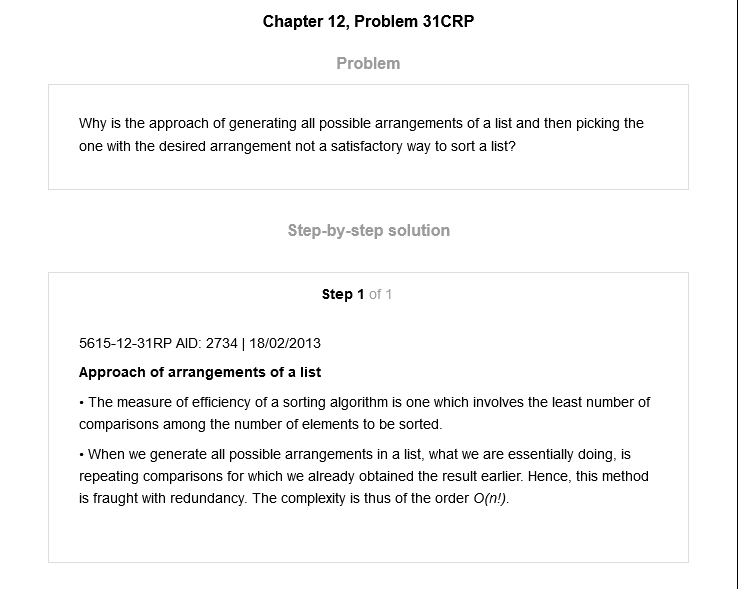 Chapter 12, Problem 31CRP
Problem
Why is the approach of generating all possible arrangements of a list and then picking the
one with the desired arrangement not a satisfactory way to sort a list?
Step-by-step solution
Step 1 of 1
5615-12-31RP AID: 2734 | 18/02/2013
Approach of arrangements of a list
• The measure of efficiency of a sorting algorithm is one which involves the least number of
comparisons among the number of elements to be sorted.
• When we generate all possible arrangements in a list, what we are essentially doing, is
repeating comparisons for which we already obtained the result earlier. Hence, this method
is fraught with redundancy. The complexity is thus of the order O(n!).